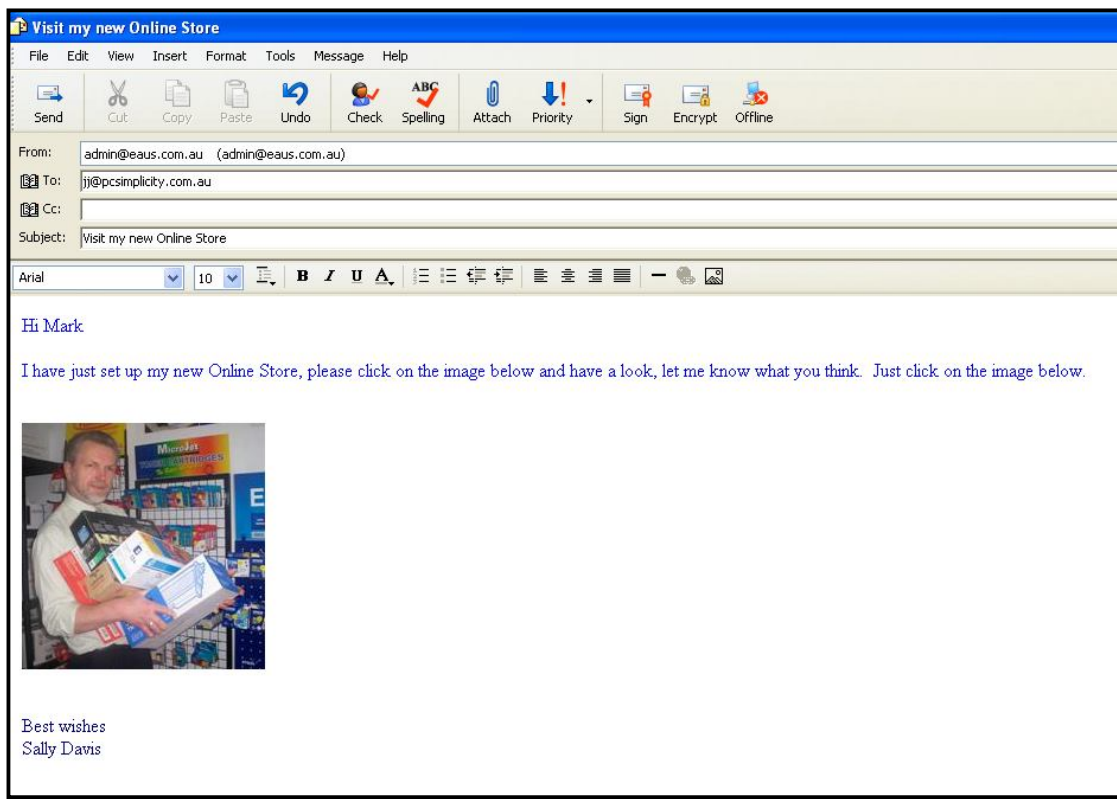 Visit my new Online Store
File Edit View Insert Format Tools Message Help
ABC
Send Cut Copy Paste Undo Check Spelling Attach Priority Sign Encrypt Offline
From: admin@eaus.com.au (admin@eaus.com.au)
To: jj@pcsimplicity.com.au
Cc:
Subject: Visit my new Online Store
Arial 10 B I U A
Hi Mark
I have just set up my new Online Store, please click on the image below and have a look, let me know what you think. Just click on the image below.
MicroJet
TONER CARTRIDGES
E
Best wishes
Sally Davis